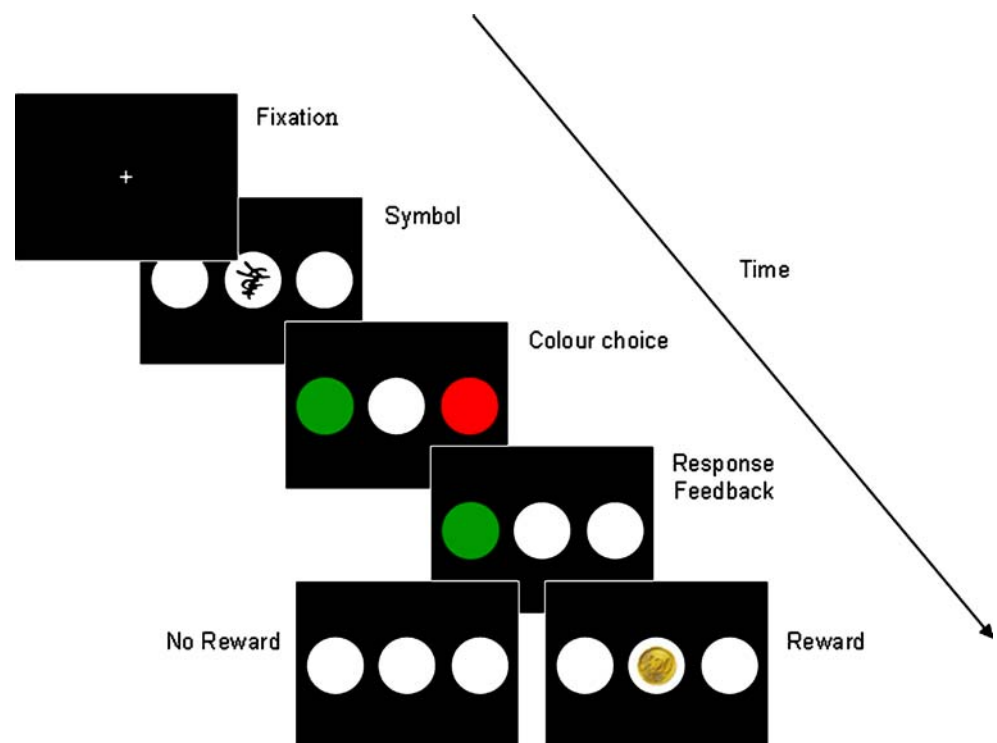 Fixation
Symbol
Time
Colour choice
Response
Feedback
No Reward
Reward